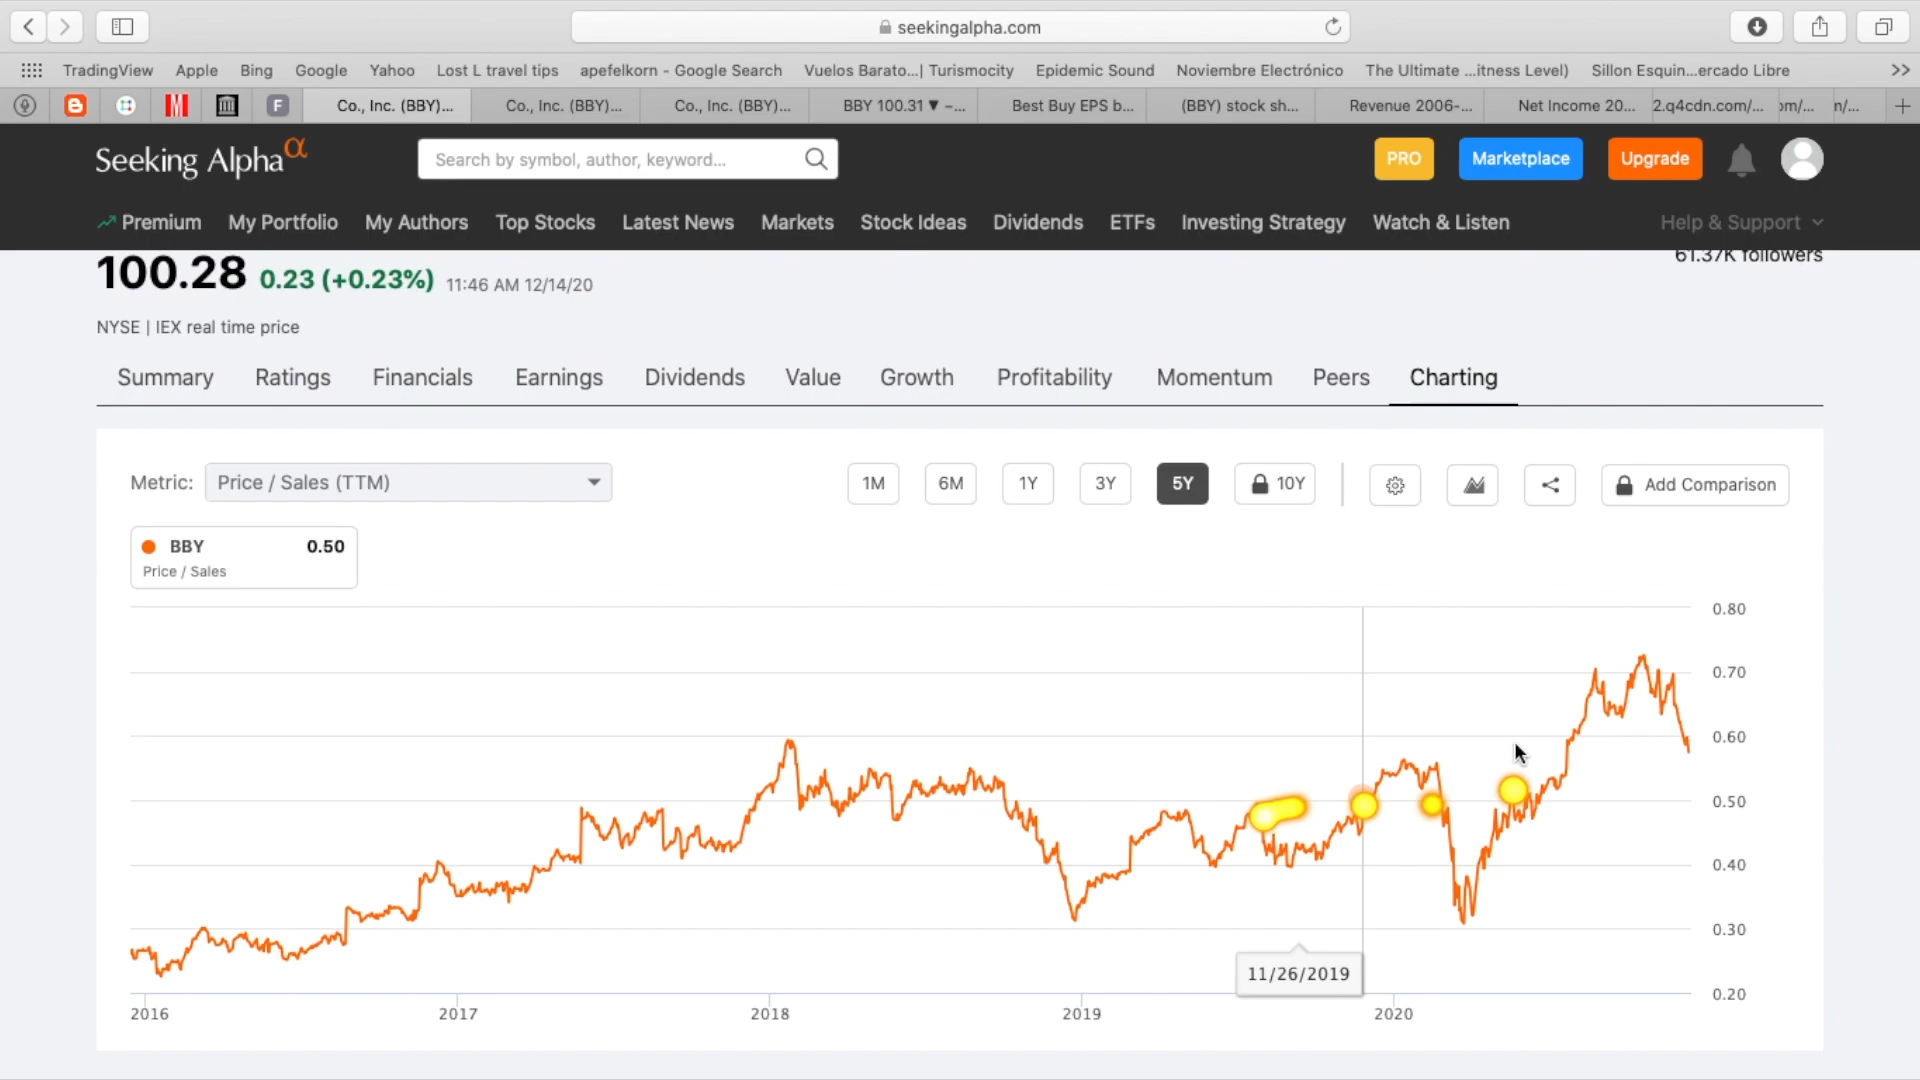 seekingalpha.com
TradingView Apple Bing Google Yahoo Lost L travel tips apefelkorn - Google Search Vuelos Barato...| Turismocity Epidemic Sound Noviembre Electrónico The Ultimate ...itness Level) Sillon Esquin...ercado Libre >>
Co., Inc. (BBY)... Co., Inc. (BBY)... Co., Inc. (BBY)... BBY 100.31 ▼ −... Best Buy EPS b... (BBY) stock sh... Revenue 2006-... Net Income 20... 2.q4cdn.com/... om/... n/...
Seeking Alpha α
Search by symbol, author, keyword...
PRO Marketplace Upgrade
Premium My Portfolio My Authors Top Stocks Latest News Markets Stock Ideas Dividends ETFs Investing Strategy Watch & Listen Help & Support
61.37K followers
100.28 0.23 (+0.23%) 11:46 AM 12/14/20
NYSE | IEX real time price
Summary Ratings Financials Earnings Dividends Value Growth Profitability Momentum Peers Charting
Metric: Price / Sales (TTM) 1M 6M 1Y 3Y 5Y 10Y Add Comparison
BBY 0.50
Price / Sales
0.80
0.70
0.60
0.50
0.40
0.30
0.20
11/26/2019
2016 2017 2018 2019 2020